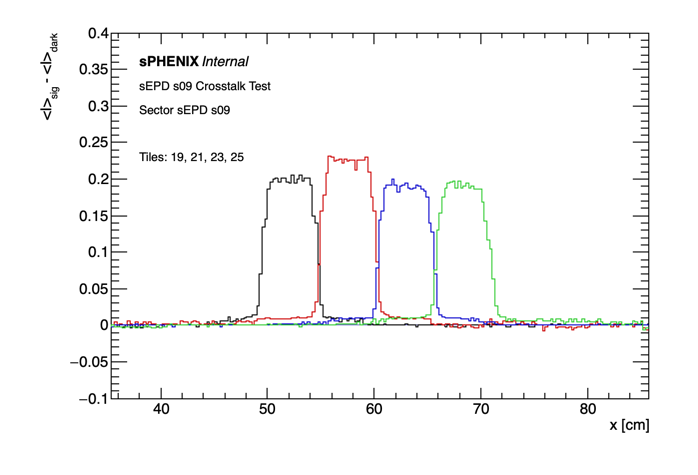 <I>sig - <I>dark
0.4
0.35
0.3
0.25
0.2
0.15
0.1
0.05
0
−0.05
−0.1
sPHENIX Internal
sEPD s09 Crosstalk Test
Sector sEPD s09
Tiles: 19, 21, 23, 25
40 50 60 70 80
x [cm]